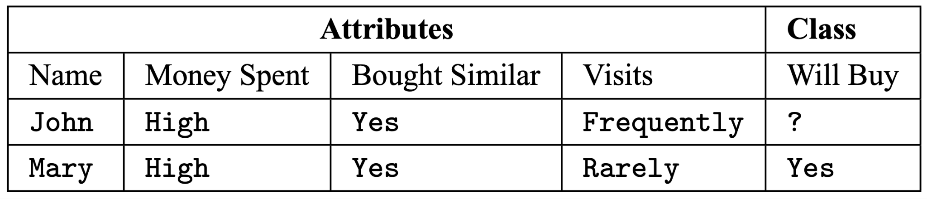 Attributes Class
Name Money Spent Bought Similar Visits Will Buy
John High Yes Frequently ?
Mary High Yes Rarely Yes